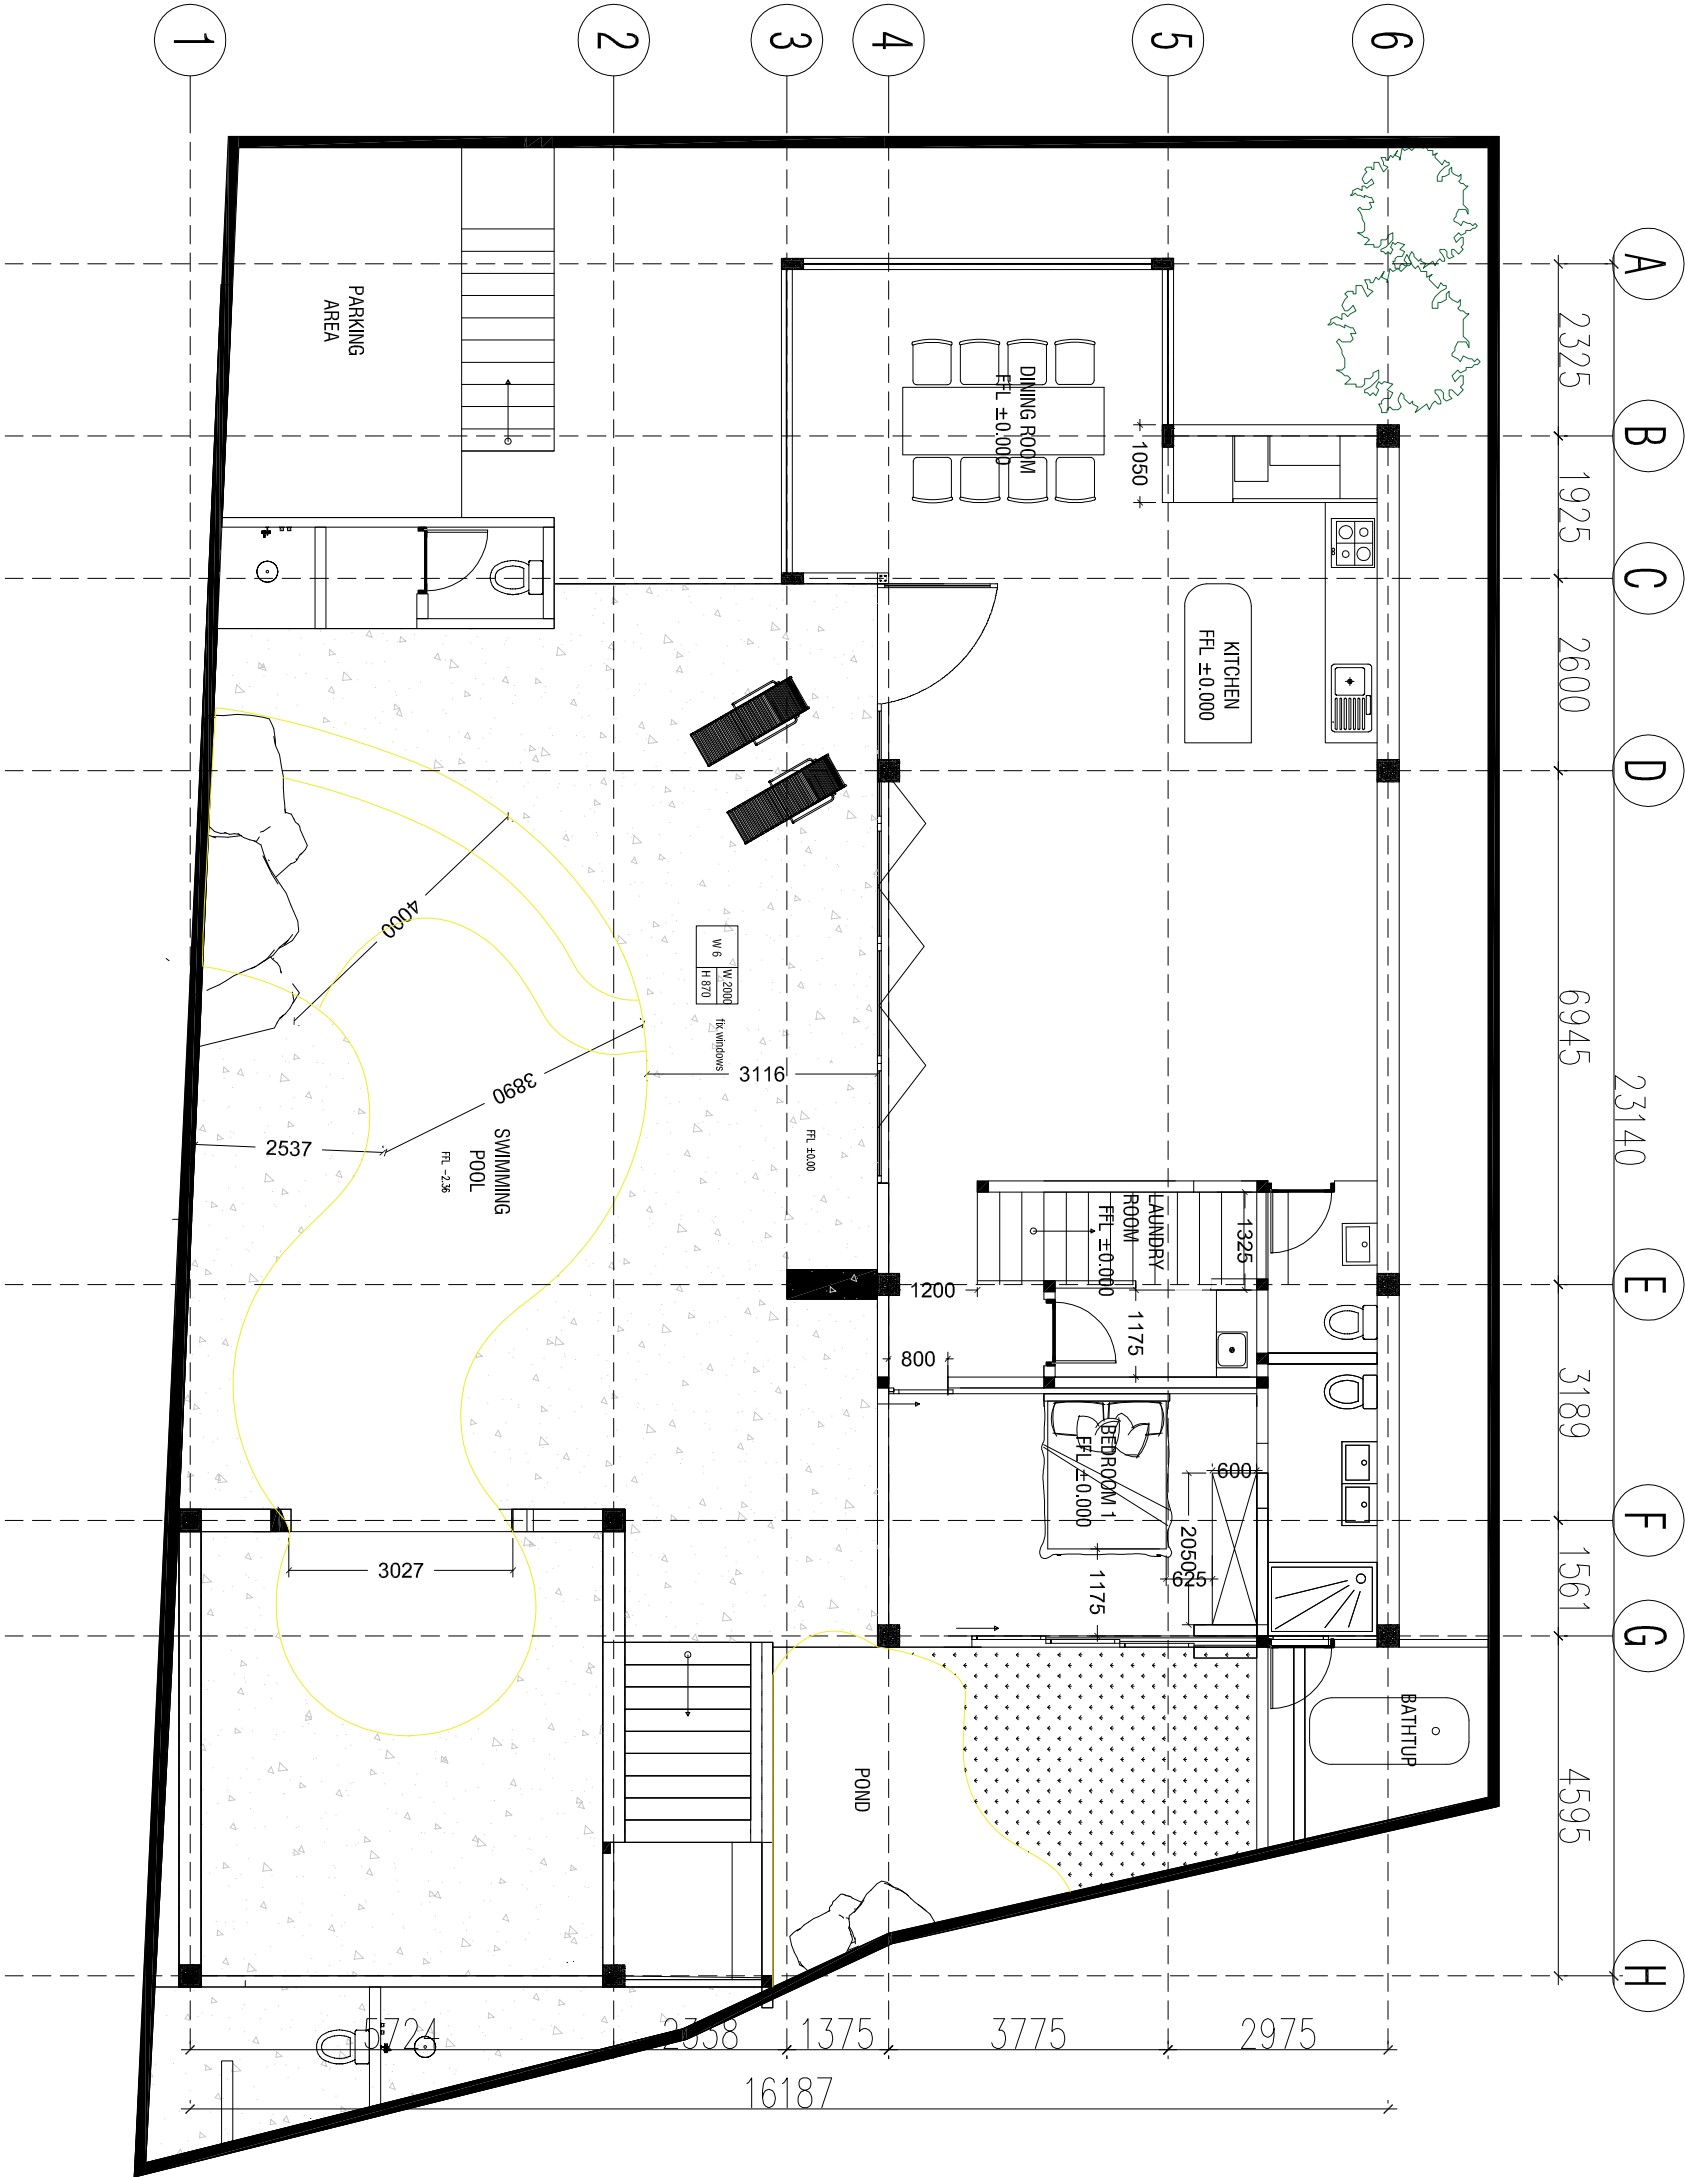 1
2
3
4
5
6
A
B
C
D
E
F
G
H
2325
1925
2600
6945
3189
1561
4595
23140
PARKING
AREA
DINING ROOM
FFL ±0.000
1050
KITCHEN
FFL ±0.000
4000
W 6
W.2000
H 870
fix windows
3890
3116
2537
SWIMMING
POOL
FFL -2.36
FFL ±0.00
LAUNDRY
ROOM
FFL ±0.000
1325
1200
1175
800
BEDROOM 1
FFL ±0.000
600
2050
625
1175
3027
BATHTUP
POND
5724
2338
1375
3775
2975
16187